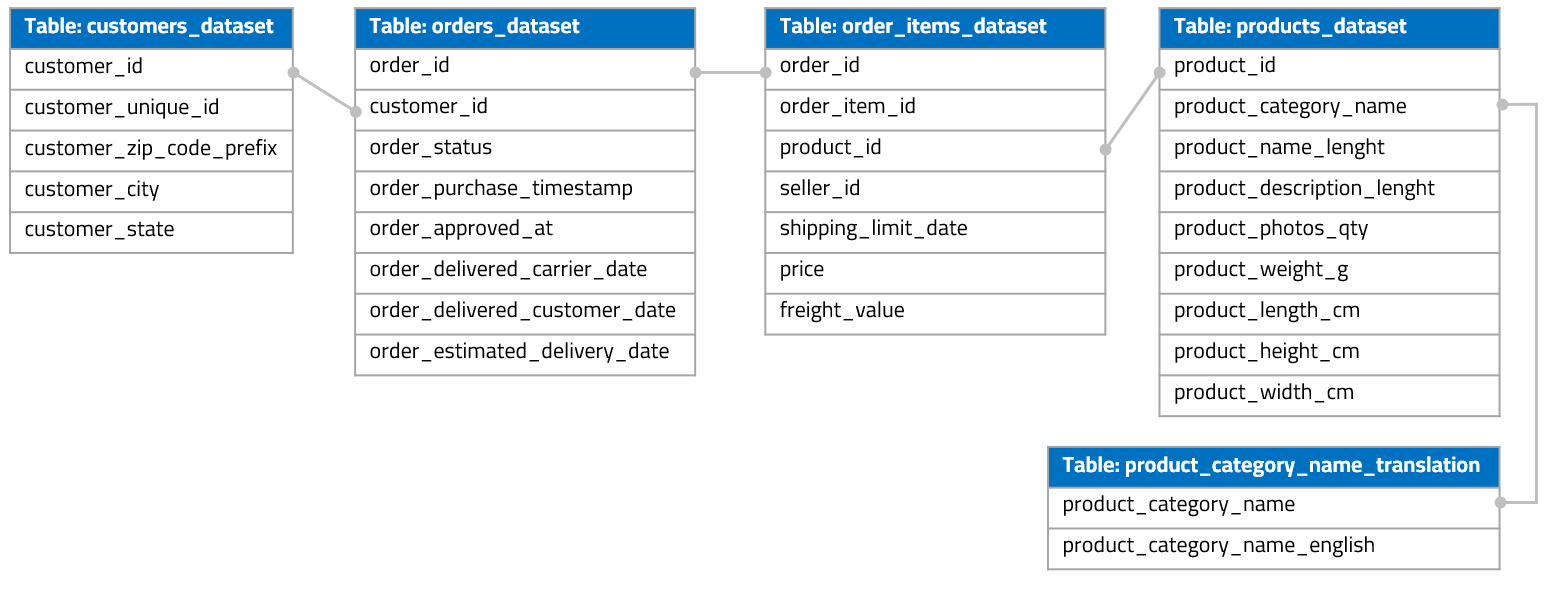 Table: customers_dataset
customer_id
customer_unique_id
customer_zip_code_prefix
customer_city
customer_state
Table: orders_dataset
order_id
customer_id
order_status
order_purchase_timestamp
order_approved_at
order_delivered_carrier_date
order_delivered_customer_date
order_estimated_delivery_date
Table: order_items_dataset
order_id
order_item_id
product_id
seller_id
shipping_limit_date
price
freight_value
Table: products_dataset
product_id
product_category_name
product_name_lenght
product_description_lenght
product_photos_qty
product_weight_g
product_length_cm
product_height_cm
product_width_cm
Table: product_category_name_translation
product_category_name
product_category_name_english